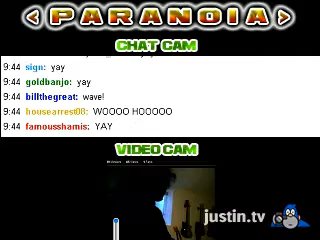 <PARANOIA>
CHAT CAM
9:44 sign: yay
9:44 goldbanjo: yay
9:44 billthegreat: wave!
9:44 housearrest08: WOOOO HOOOOO
9:44 famousshamis: YAY
VIDEO CAM
justin.tv